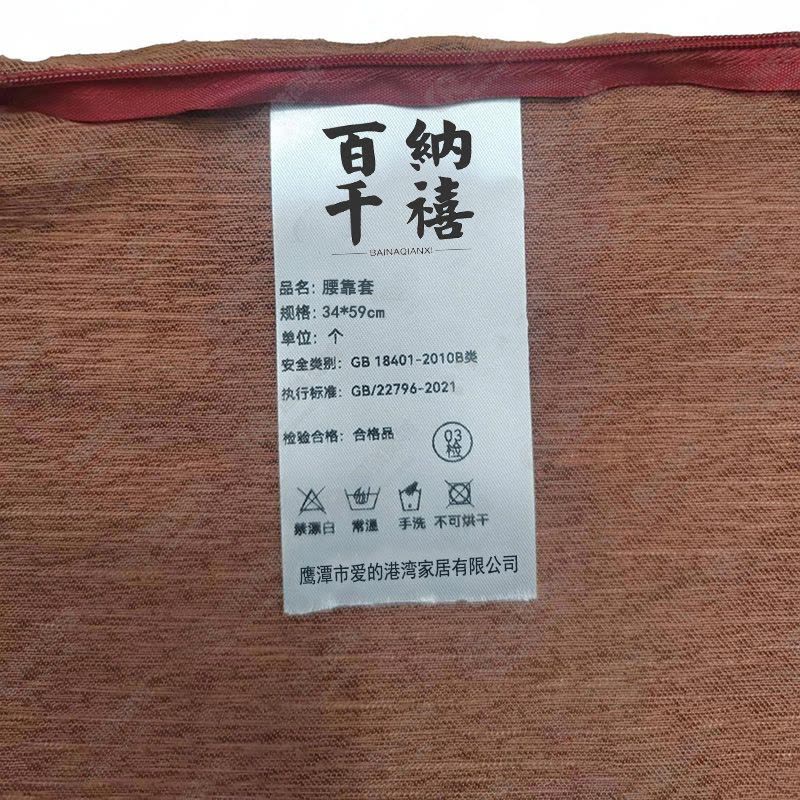 百納
千禧
BAINAQIANXI
品名: 腰靠套
规格: 34*59cm
单位: 个
安全类别: GB 18401-2010B类
执行标准: GB/22796-2021
检验合格: 合格品
03
检
禁漂白 常温 手洗 不可烘干
鹰潭市爱的港湾家居有限公司